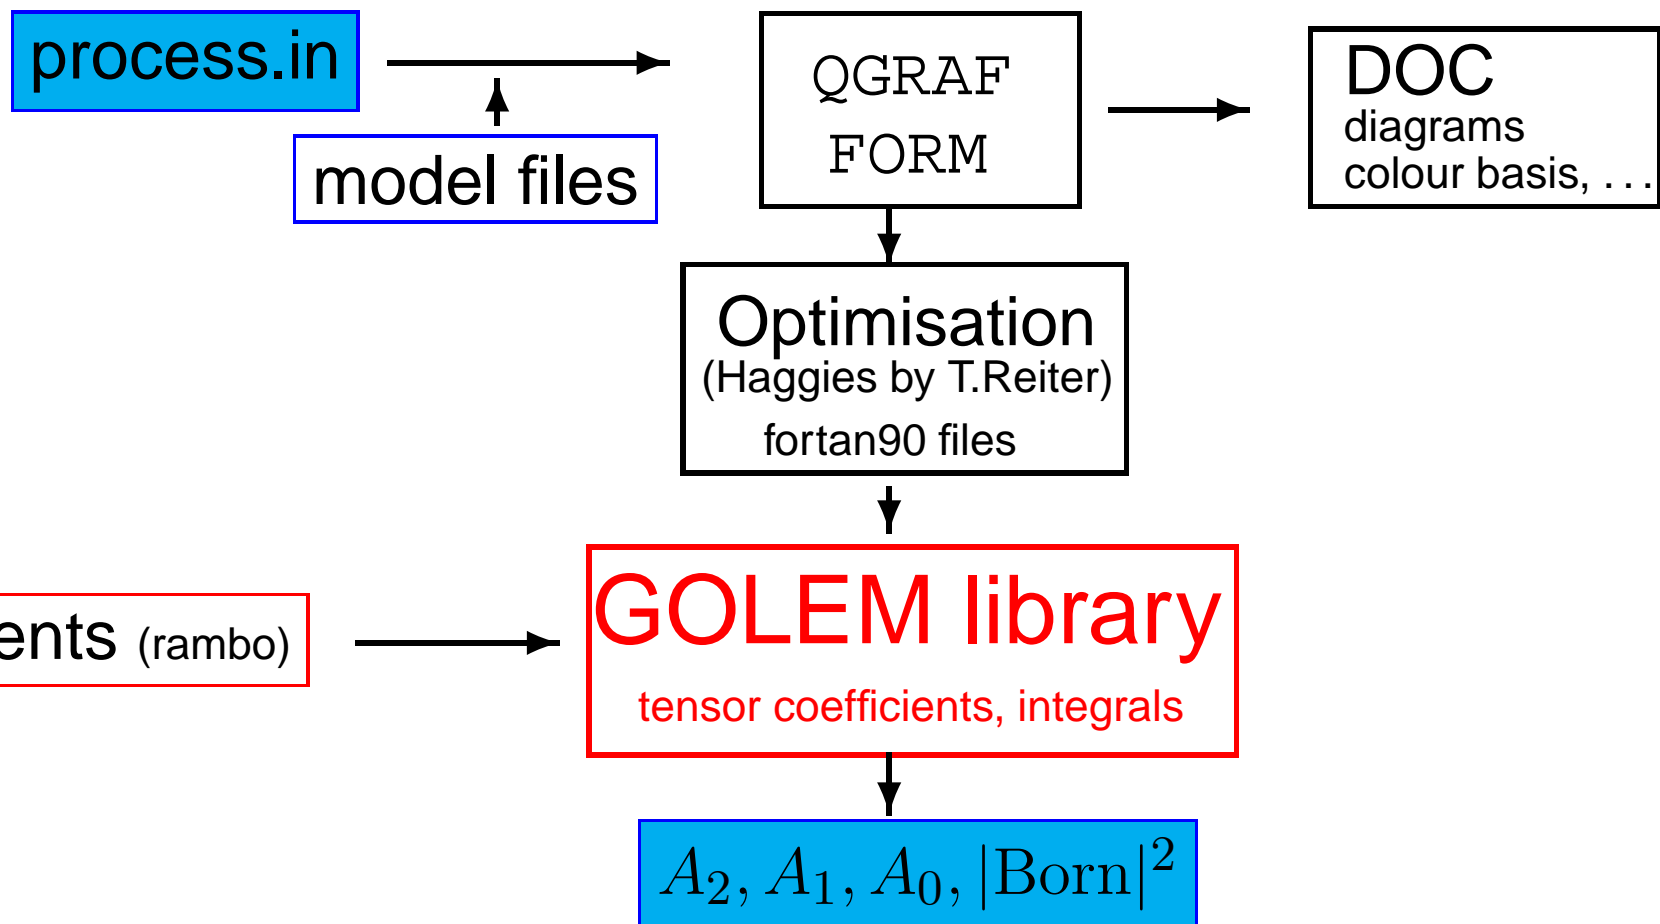 process.in
model files
QGRAF
FORM
DOC
diagrams
colour basis, ...
Optimisation
(Haggies by T.Reiter)
fortan90 files
(rambo)
GOLEM library
tensor coefficients, integrals
A₂, A₁, A₀, |Born|²